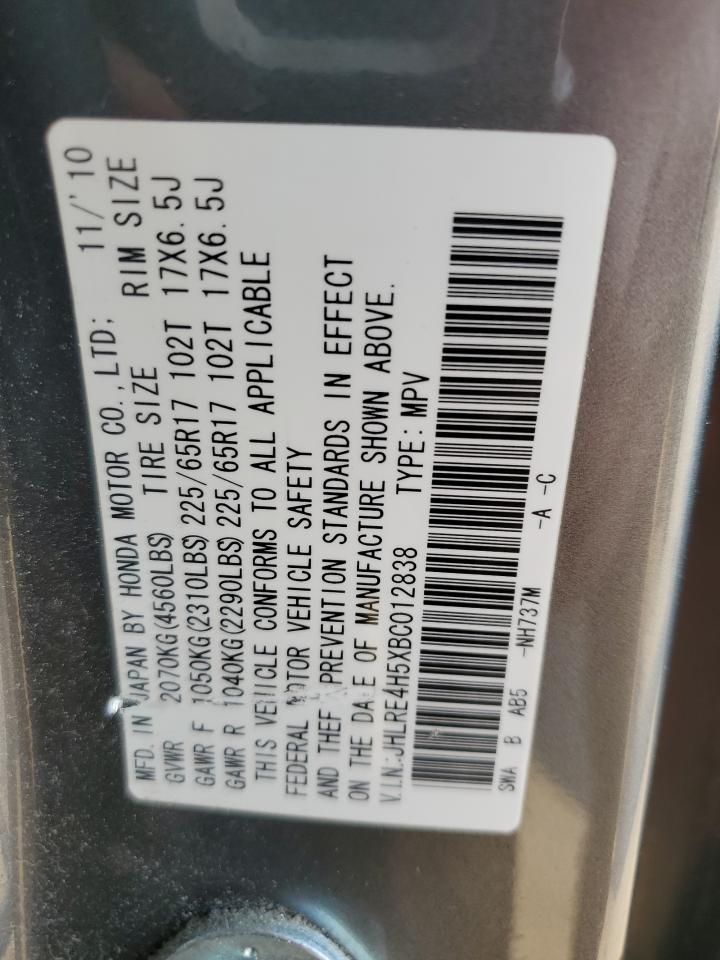 MFD. IN JAPAN BY HONDA MOTOR CO., LTD; 11/'10
GVWR 2070KG(4560LBS) TIRE SIZE RIM SIZE
GAWR F 1050KG(2310LBS) 225/65R17 102T 17X6.5J
GAWR R 1040KG(2290LBS) 225/65R17 102T 17X6.5J
THIS VEHICLE CONFORMS TO ALL APPLICABLE
FEDERAL MOTOR VEHICLE SAFETY
AND THEFT PREVENTION STANDARDS IN EFFECT
ON THE DATE OF MANUFACTURE SHOWN ABOVE.
V.I.N.:JHLRE4H5XBC012838 TYPE: MPV
SWA B AB5 -NH737M -A -C